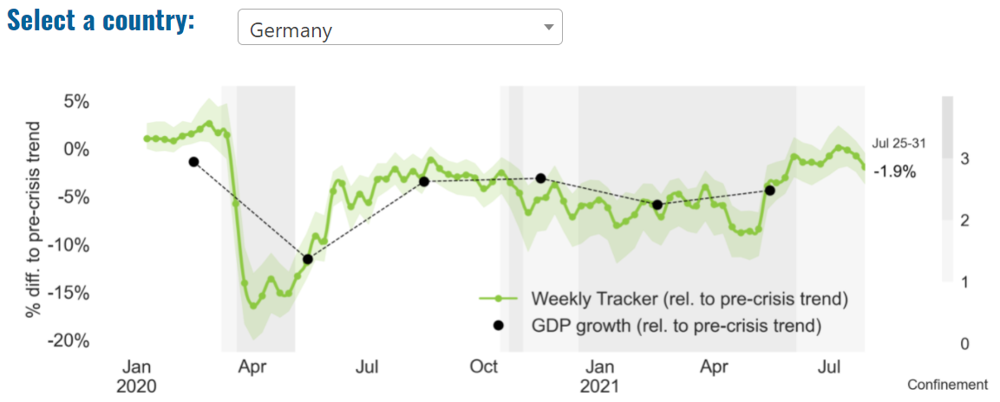 Select a country:
Germany
% diff. to pre-crisis trend
5%
0%
-5%
-10%
-15%
-20%
Jul 25-31
-1.9%
Weekly Tracker (rel. to pre-crisis trend)
GDP growth (rel. to pre-crisis trend)
Jan
2020
Apr
Jul
Oct
Jan
2021
Apr
Jul
3
2
1
0
Confinement